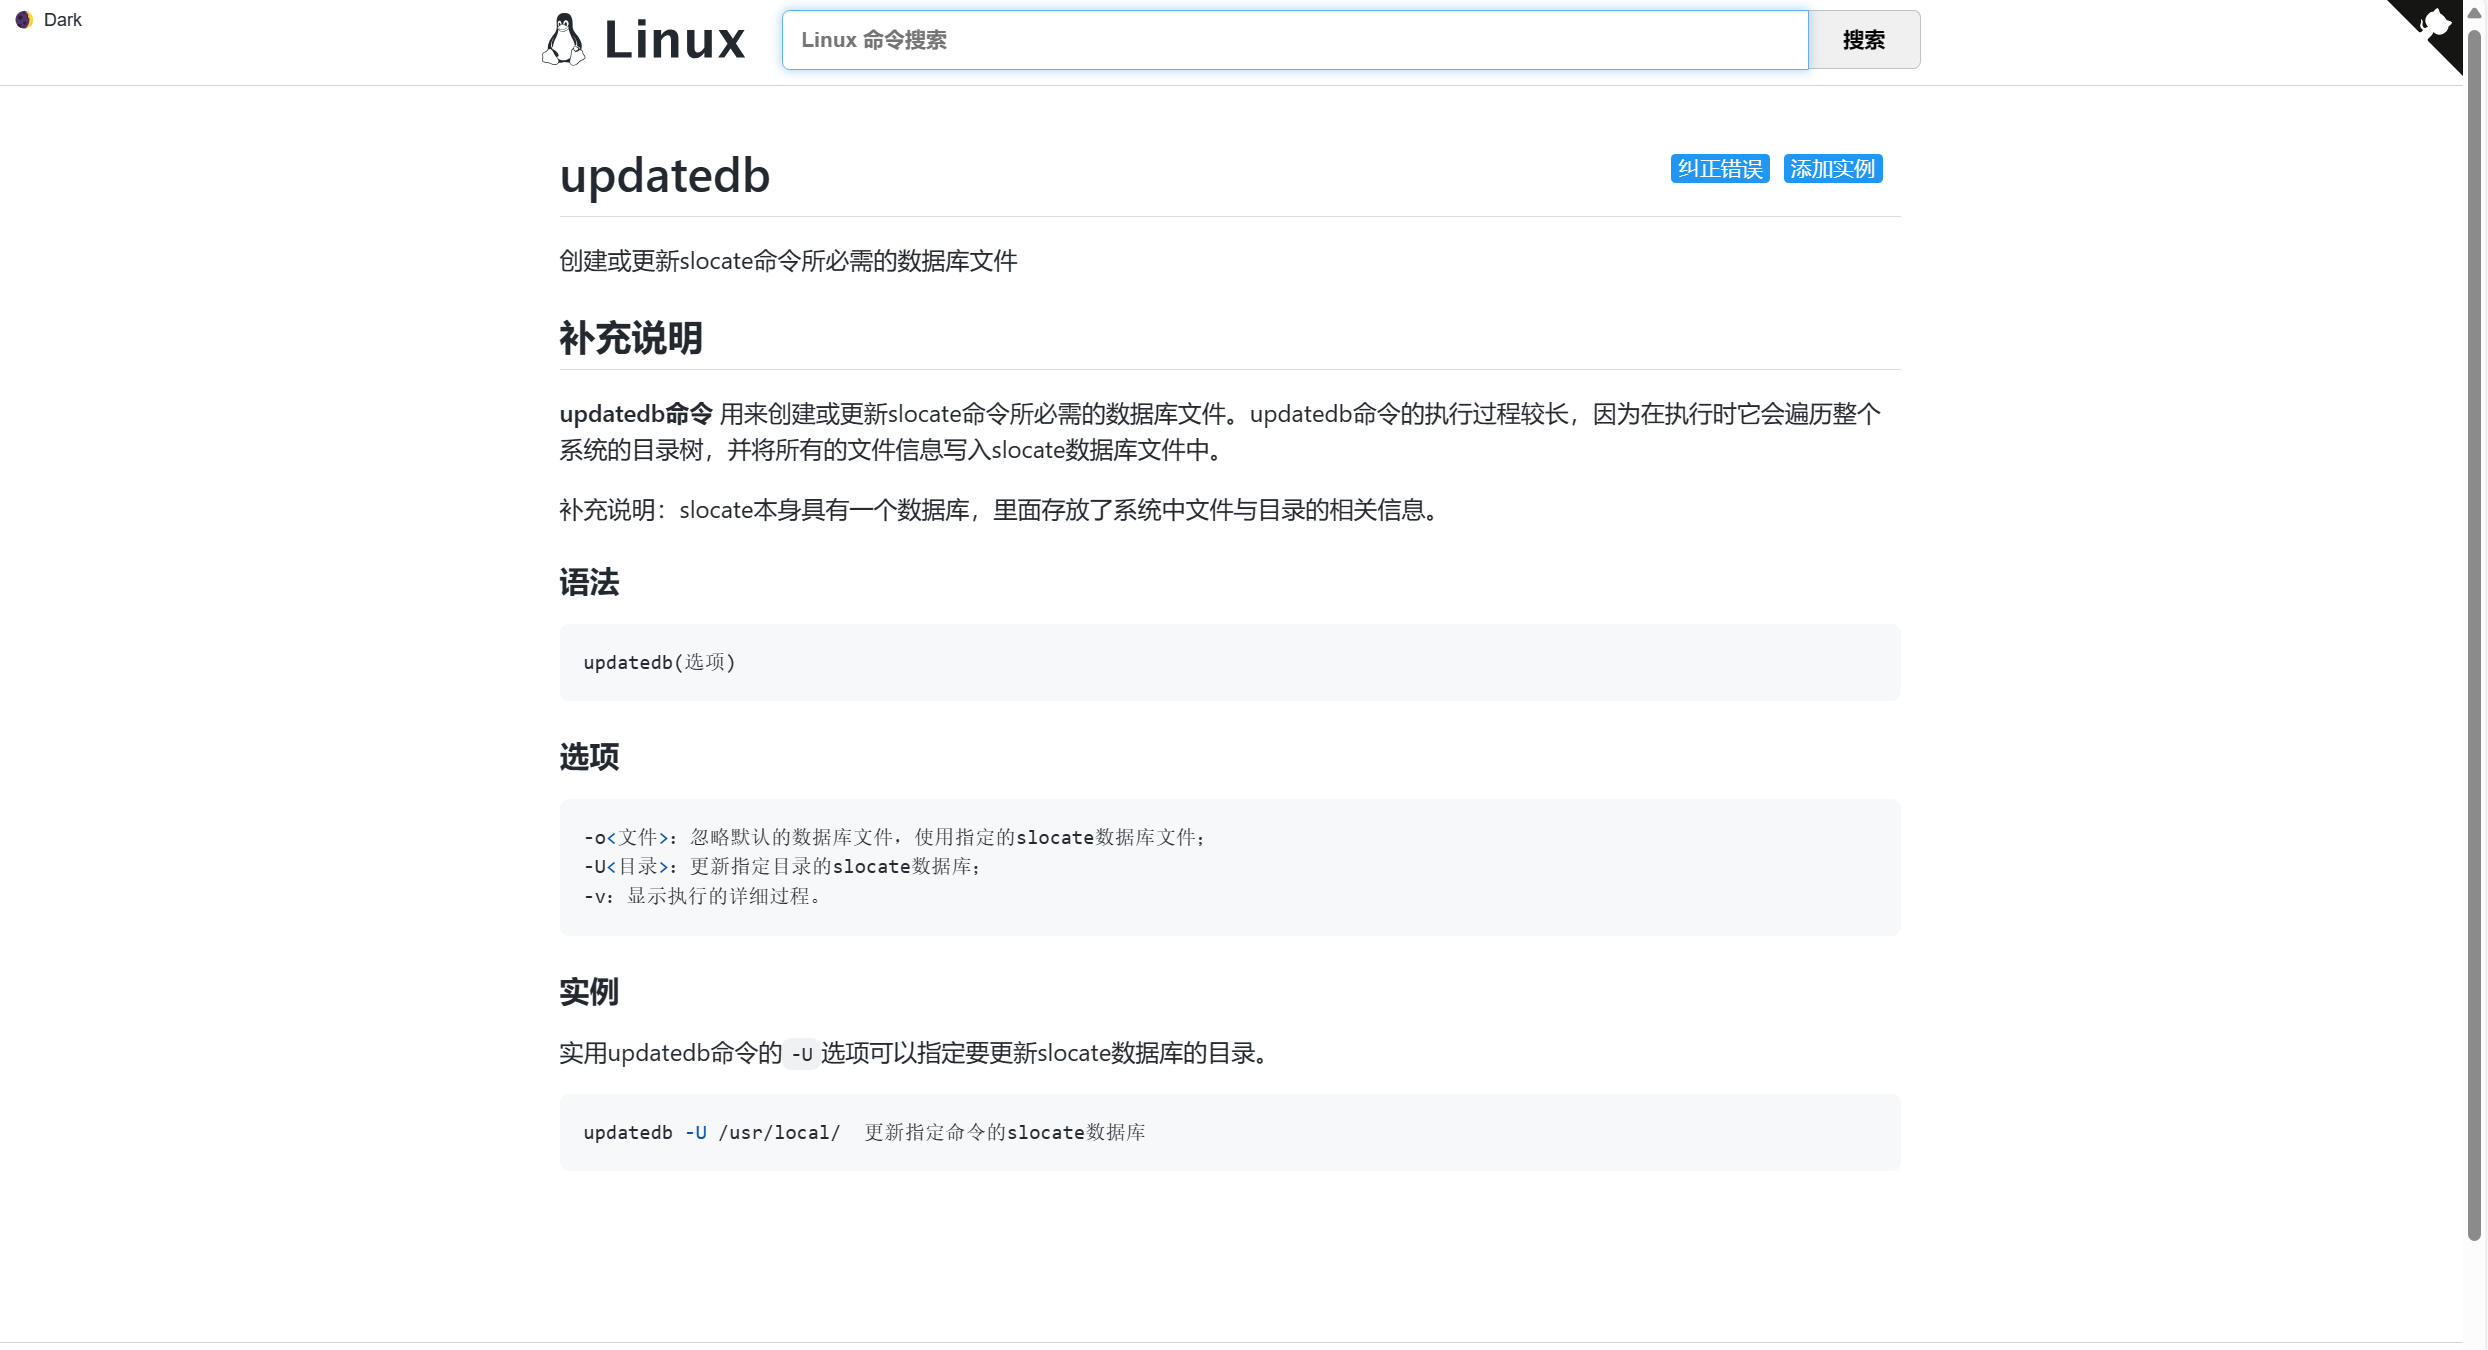 Dark
Linux
Linux 命令搜索
搜索
updatedb
纠正错误
添加实例
创建或更新slocate命令所必需的数据库文件
补充说明
updatedb命令 用来创建或更新slocate命令所必需的数据库文件。updatedb命令的执行过程较长，因为在执行时它会遍历整个
系统的目录树，并将所有的文件信息写入slocate数据库文件中。
补充说明：slocate本身具有一个数据库，里面存放了系统中文件与目录的相关信息。
语法
updatedb(选项)
选项
-o<文件>：忽略默认的数据库文件，使用指定的slocate数据库文件；
-U<目录>：更新指定目录的slocate数据库；
-v：显示执行的详细过程。
实例
实用updatedb命令的 -U 选项可以指定要更新slocate数据库的目录。
updatedb -U /usr/local/  更新指定命令的slocate数据库